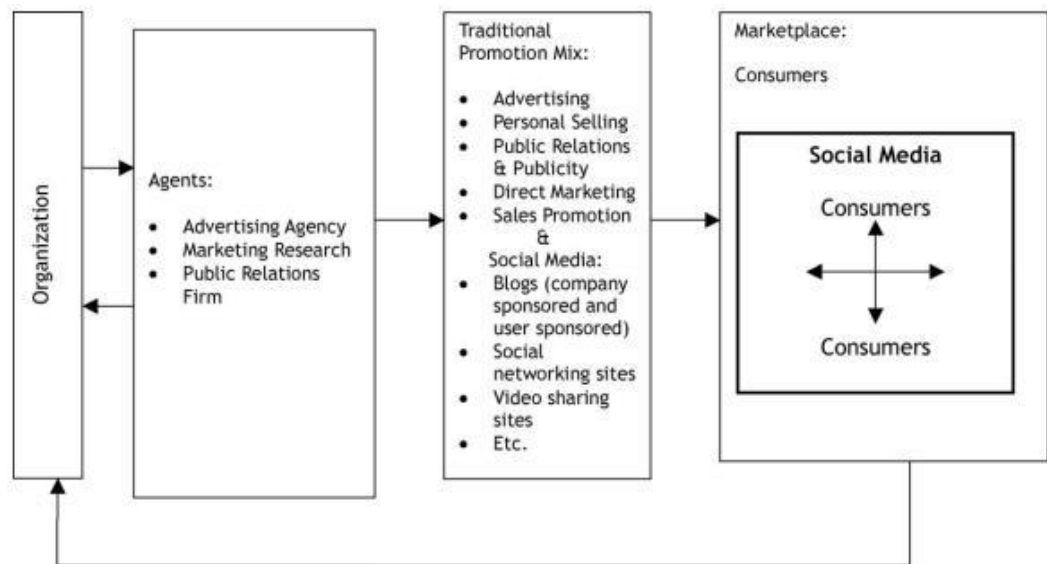 Organization
Agents:
● Advertising Agency
● Marketing Research
● Public Relations
Firm
Traditional
Promotion Mix:
● Advertising
● Personal Selling
● Public Relations
& Publicity
● Direct Marketing
● Sales Promotion
&
Social Media:
● Blogs (company
sponsored and
user sponsored)
● Social
networking sites
● Video sharing
sites
● Etc.
Marketplace:
Consumers
Social Media
Consumers
Consumers